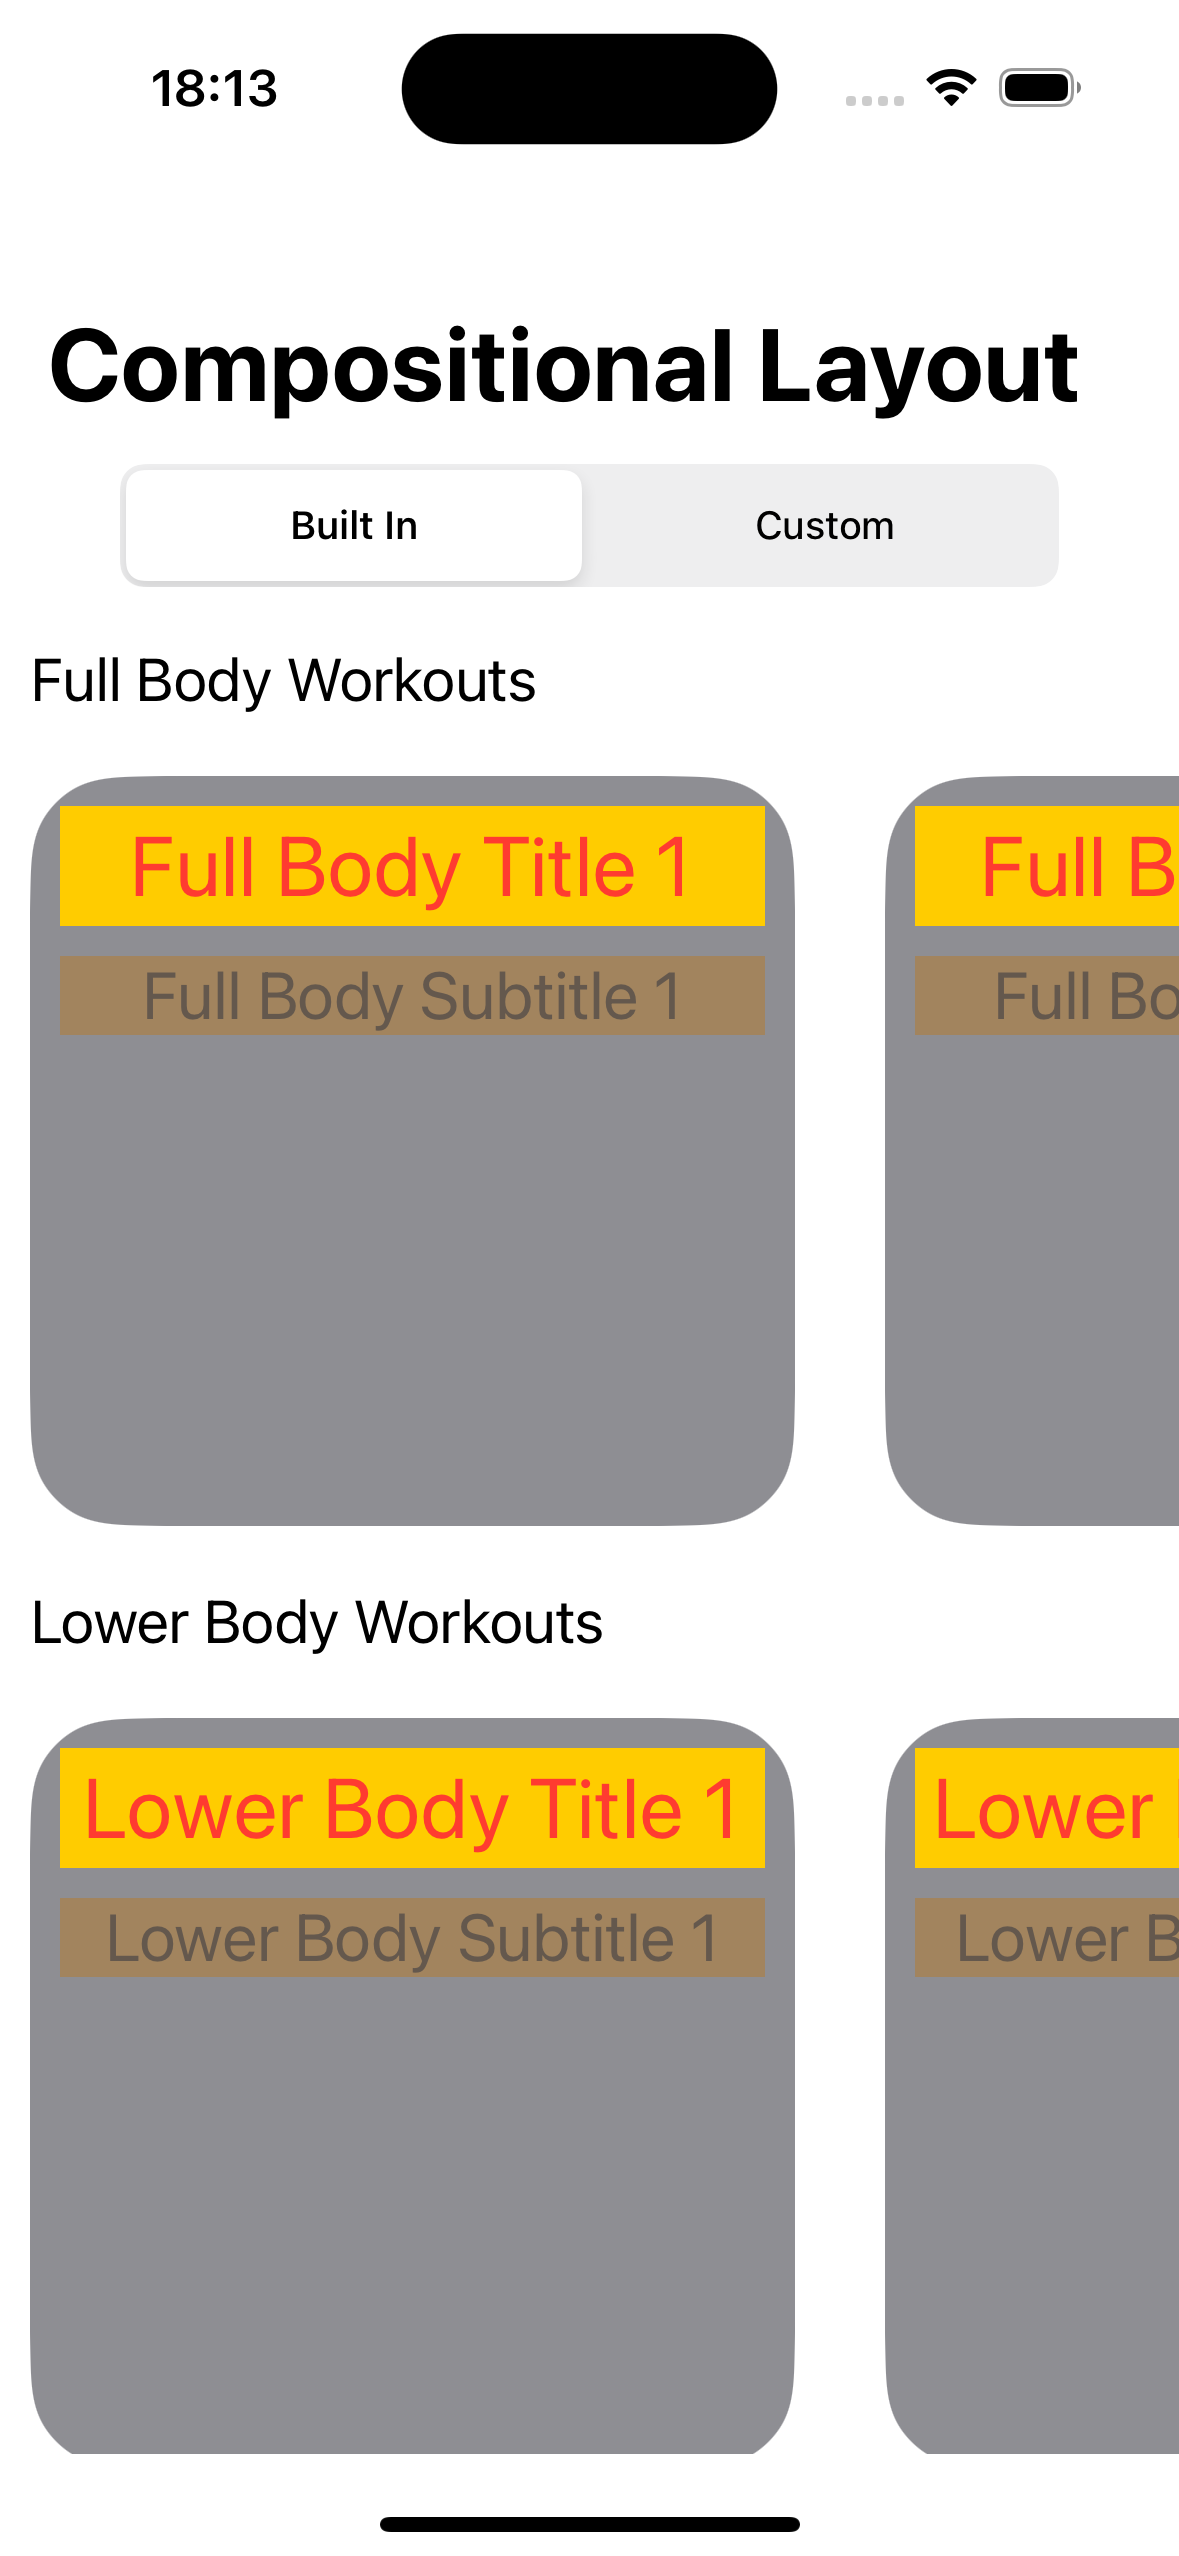 18:13
Compositional Layout
Built In
Custom
Full Body Workouts
Full Body Title 1
Full B
Full Body Subtitle 1
Full Bo
Lower Body Workouts
Lower Body Title 1
Lower
Lower Body Subtitle 1
Lower B